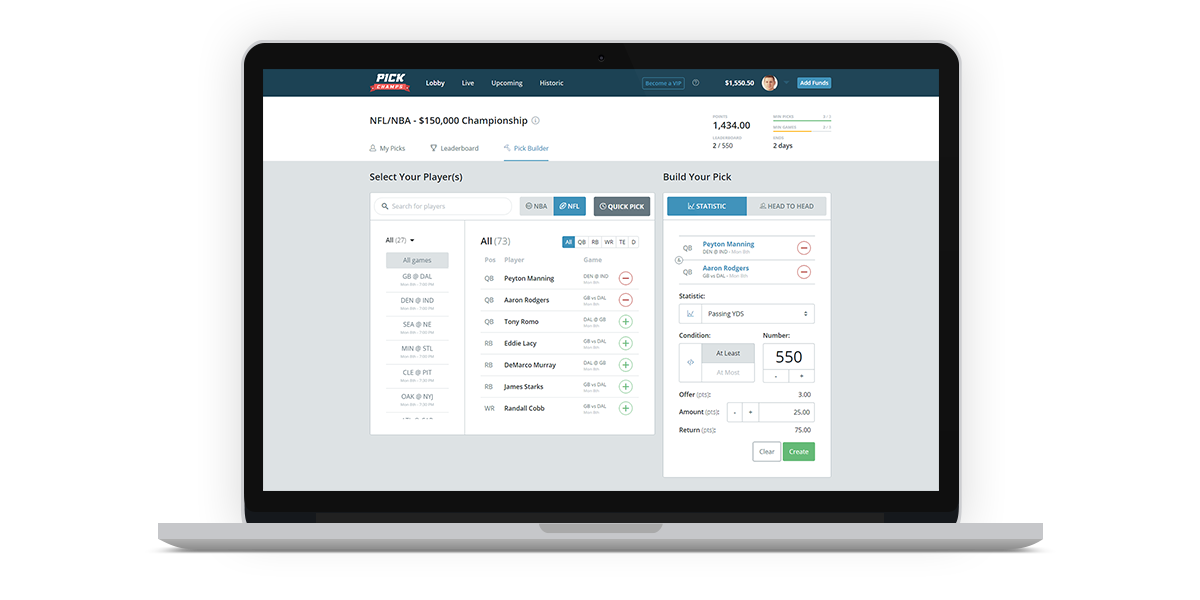 PICK
CHAMPS
Lobby Live Upcoming Historic Become a VIP $1,550.50 Add Funds
NFL/NBA - $150,000 Championship
POINTS
1,434.00
LEADERBOARD
2 / 550
MIN PICKS
MIN GAMES
ENDS
2 days
My Picks Leaderboard Pick Builder
Select Your Player(s)
Search for players NBA NFL QUICK PICK
All (27)
All games
GB @ DAL
Mon 8th - 7:30 PM
DEN @ IND
Mon 8th - 7:30 PM
SEA @ NE
Mon 8th - 7:30 PM
MIN @ STL
Mon 8th - 7:30 PM
CLE @ PIT
Mon 8th - 7:30 PM
OAK @ NYJ
Mon 8th - 7:30 PM
All (73) All QB RB WR TE D
Pos Player Game
QB Peyton Manning DEN @ IND
Mon 8th
QB Aaron Rodgers GB vs DAL
Mon 8th
QB Tony Romo DAL @ GB
Mon 8th
RB Eddie Lacy GB vs DAL
Mon 8th
RB DeMarco Murray DAL @ GB
Mon 8th
RB James Starks GB vs DAL
Mon 8th
WR Randall Cobb GB vs DAL
Mon 8th
Build Your Pick
STATISTIC HEAD TO HEAD
QB Peyton Manning
DEN @ IND - Mon 8th
&
QB Aaron Rodgers
GB vs DAL - Mon 8th
Statistic:
Passing YDS
Condition: Number:
At Least
At Most
550
- +
Offer (pts): 3.00
Amount (pts): - + 25.00
Return (pts): 75.00
Clear Create